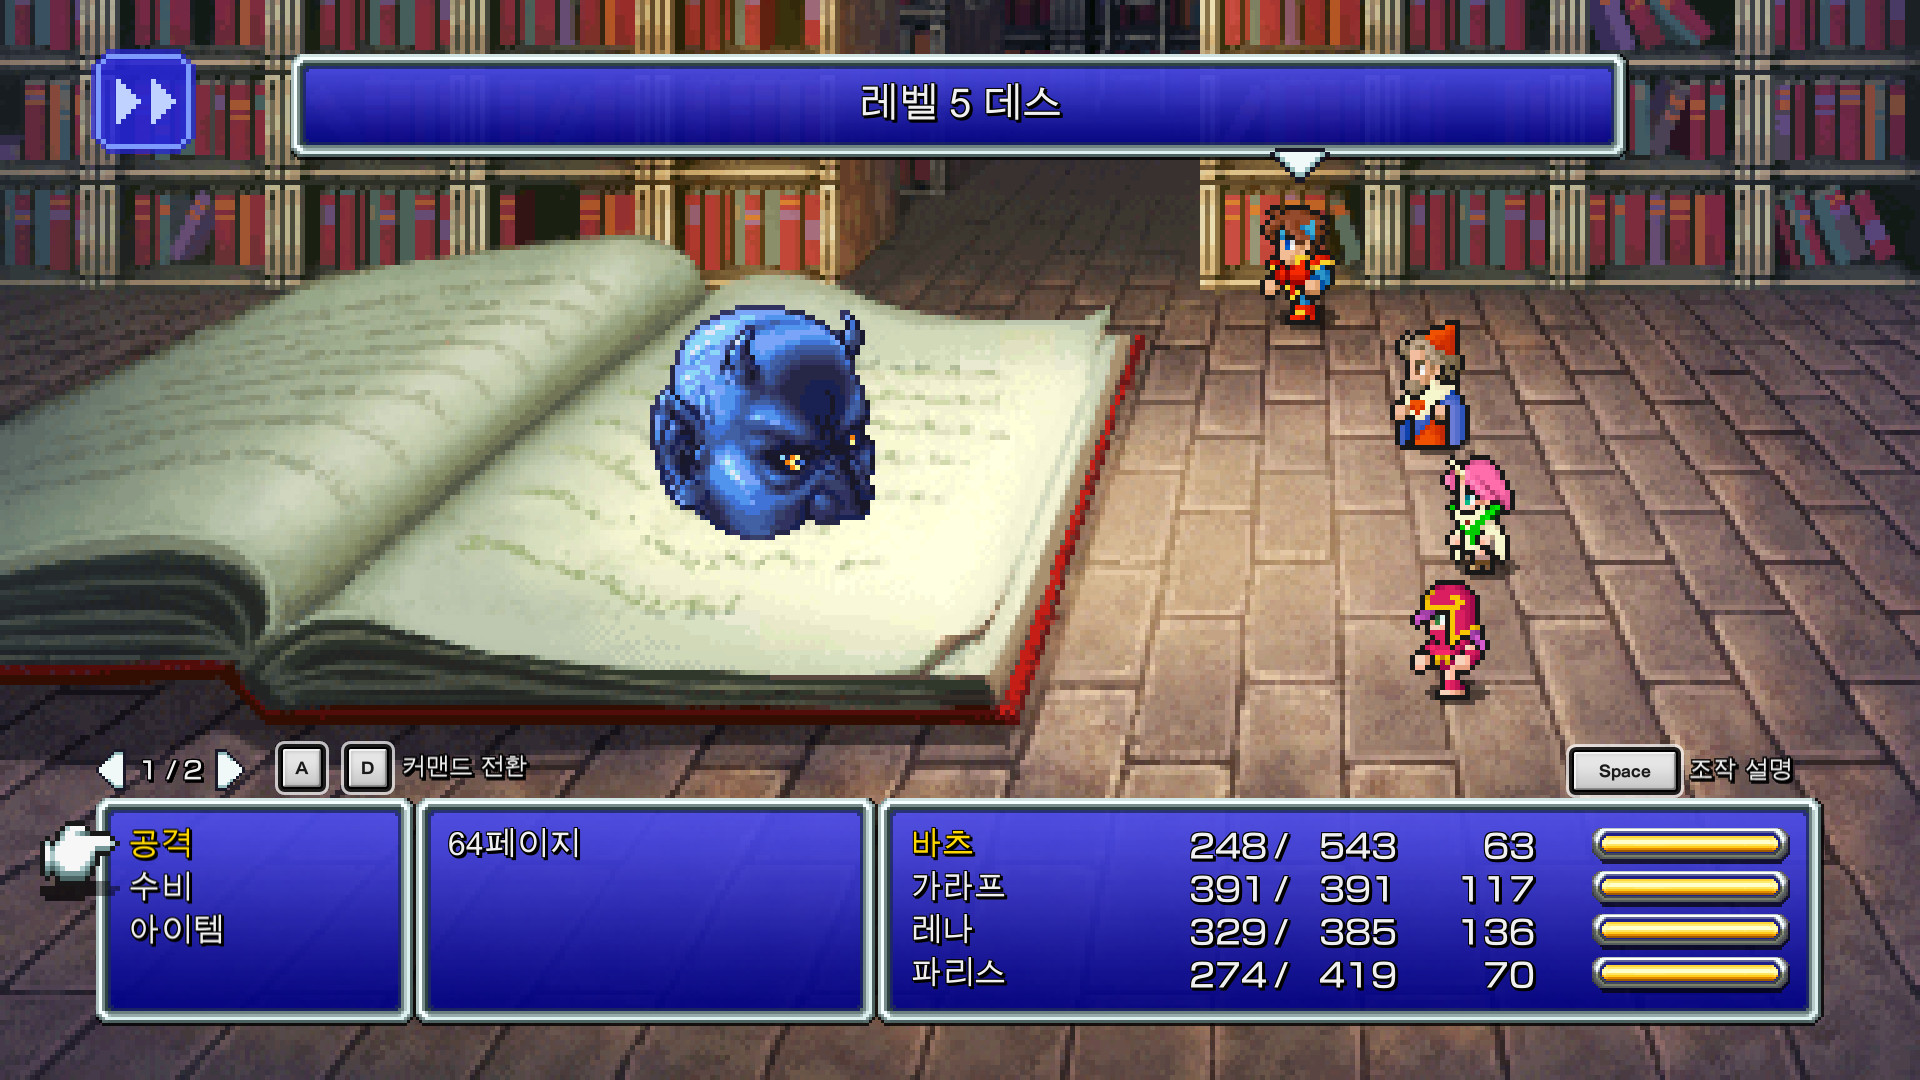 레벨 5 데스
1/2 A D 커맨드 전환
Space 조작 설명
공격
수비
아이템
64페이지
바츠 248/ 543 63
가라프 391/ 391 117
레나 329/ 385 136
파리스 274/ 419 70